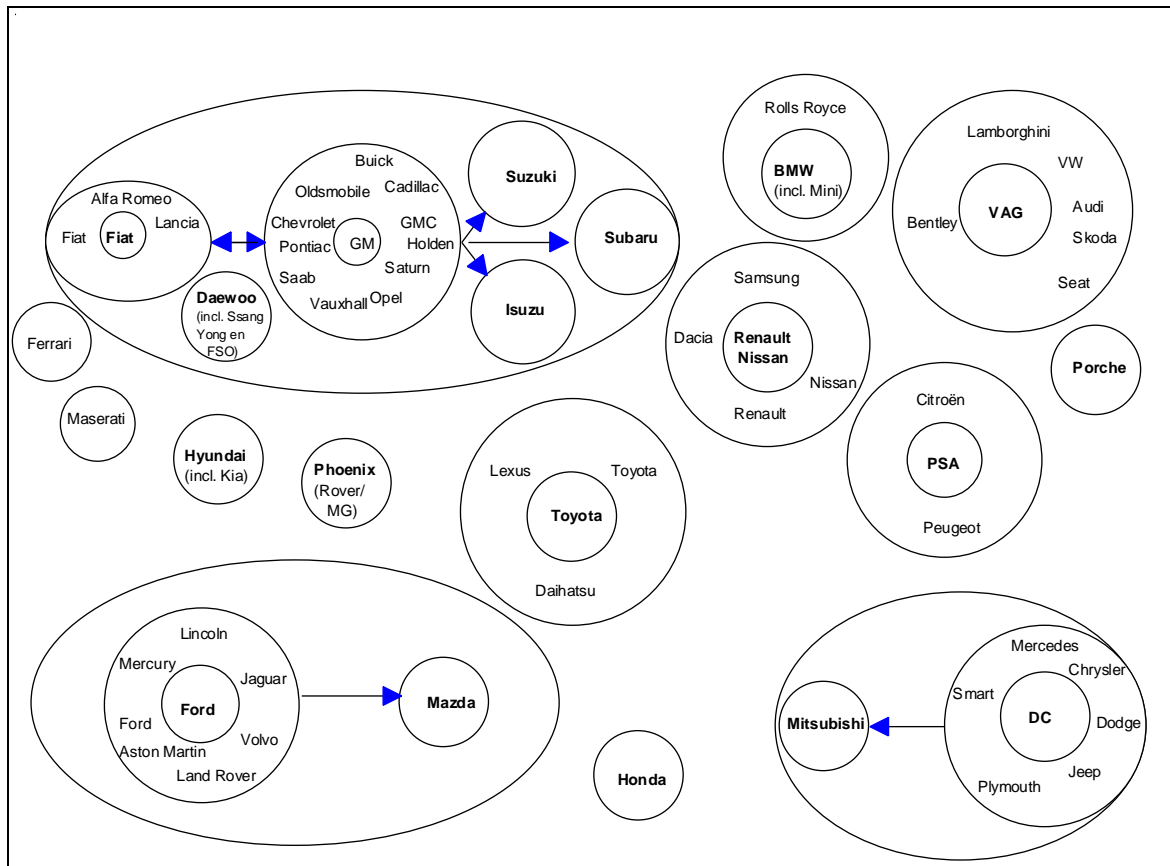 Rolls Royce
BMW
(incl. Mini)
Lamborghini
VW
VAG
Bentley
Audi
Skoda
Seat
Buick
Oldsmobile
Cadillac
Chevrolet
GMC
Pontiac
GM
Holden
Saab
Saturn
Vauxhall
Opel
Suzuki
Subaru
Isuzu
Alfa Romeo
Fiat
Fiat
Lancia
Daewoo
(incl. Ssang
Yong en
FSO)
Ferrari
Maserati
Samsung
Dacia
Renault
Nissan
Nissan
Renault
Porche
Citroën
PSA
Peugeot
Hyundai
(incl. Kia)
Phoenix
(Rover/
MG)
Lexus
Toyota
Toyota
Daihatsu
Lincoln
Mercury
Jaguar
Ford
Ford
Volvo
Aston Martin
Land Rover
Mazda
Honda
Mitsubishi
Mercedes
Chrysler
Smart
DC
Dodge
Jeep
Plymouth